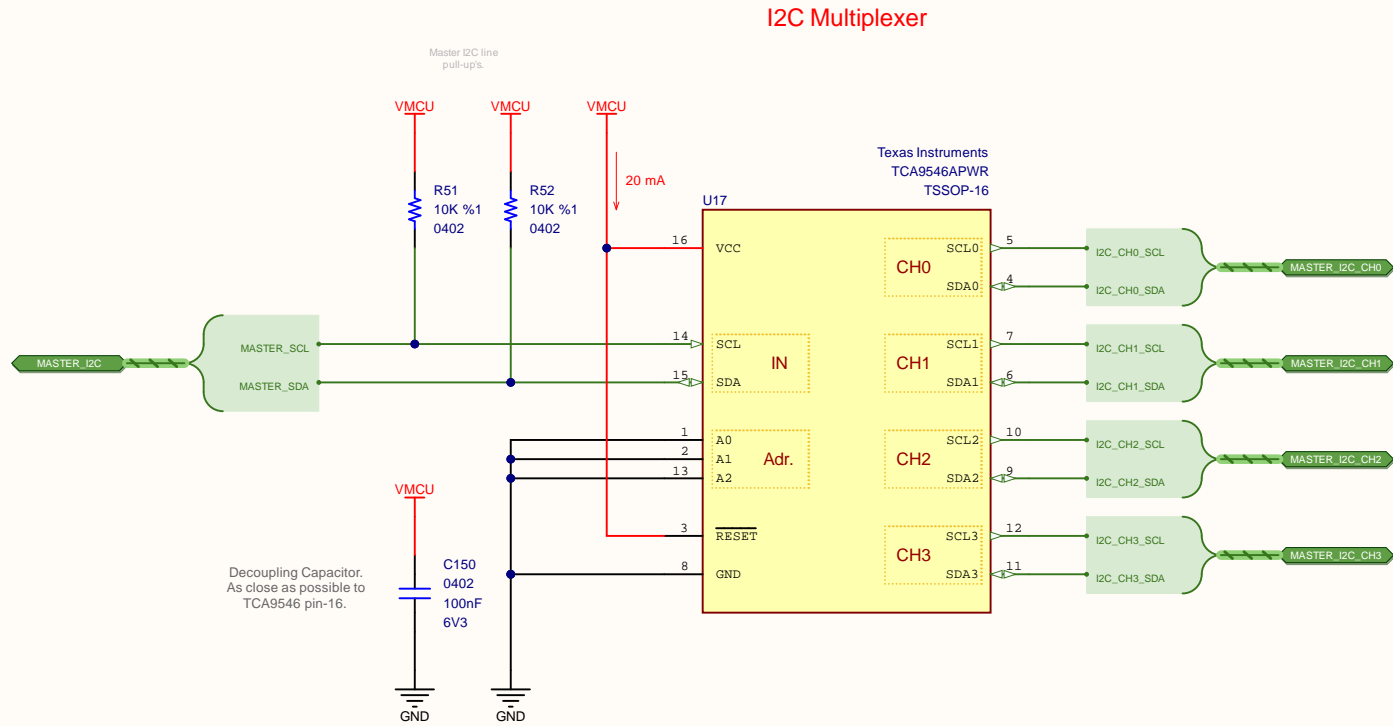 I2C Multiplexer
Master I2C line
pull-up's.
VMCU
VMCU
VMCU
R51
10K %1
0402
R52
10K %1
0402
20 mA
Texas Instruments
TCA9546APWR
TSSOP-16
U17
16
VCC
14
SCL
15
SDA
IN
1
A0
2
A1
13
A2
Adr.
3
RESET
8
GND
CH0
SCL0
5
SDA0
4
CH1
SCL1
7
SDA1
6
CH2
SCL2
10
SDA2
9
CH3
SCL3
12
SDA3
11
MASTER_I2C
MASTER_SCL
MASTER_SDA
I2C_CH0_SCL
I2C_CH0_SDA
MASTER_I2C_CH0
I2C_CH1_SCL
I2C_CH1_SDA
MASTER_I2C_CH1
I2C_CH2_SCL
I2C_CH2_SDA
MASTER_I2C_CH2
I2C_CH3_SCL
I2C_CH3_SDA
MASTER_I2C_CH3
VMCU
Decoupling Capacitor.
As close as possible to
TCA9546 pin-16.
C150
0402
100nF
6V3
GND
GND